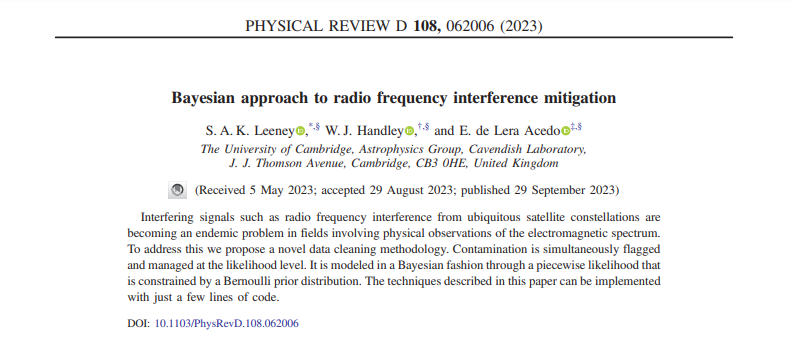 PHYSICAL REVIEW D 108, 062006 (2023)
Bayesian approach to radio frequency interference mitigation
S. A. K. Leeney,*,§ W. J. Handley,†,§ and E. de Lera Acedo‡,§
The University of Cambridge, Astrophysics Group, Cavendish Laboratory,
J. J. Thomson Avenue, Cambridge, CB3 0HE, United Kingdom
(Received 5 May 2023; accepted 29 August 2023; published 29 September 2023)
Interfering signals such as radio frequency interference from ubiquitous satellite constellations are
becoming an endemic problem in fields involving physical observations of the electromagnetic spectrum.
To address this we propose a novel data cleaning methodology. Contamination is simultaneously flagged
and managed at the likelihood level. It is modeled in a Bayesian fashion through a piecewise likelihood that
is constrained by a Bernoulli prior distribution. The techniques described in this paper can be implemented
with just a few lines of code.
DOI: 10.1103/PhysRevD.108.062006